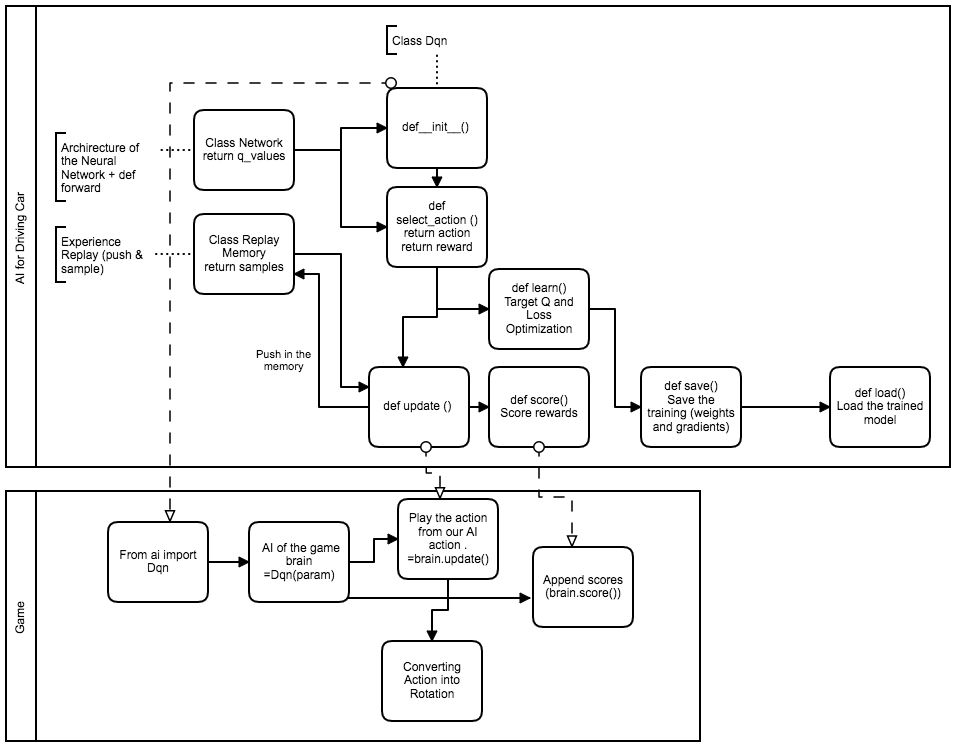 AI for Driving Car
Class Dqn
def__init__()
Class Network
return q_values
Archirecture of
the Neural
Network + def
forward
def
select_action ()
return action
return reward
Class Replay
Memory
return samples
Experience
Replay (push &
sample)
def learn()
Target Q and
Loss
Optimization
Push in the
memory
def update ()
def score()
Score rewards
def save()
Save the
training (weights
and gradients)
def load()
Load the trained
model
Game
From ai import
Dqn
AI of the game
brain
=Dqn(param)
Play the action
from our AI
action .
=brain.update()
Append scores
(brain.score())
Converting
Action into
Rotation